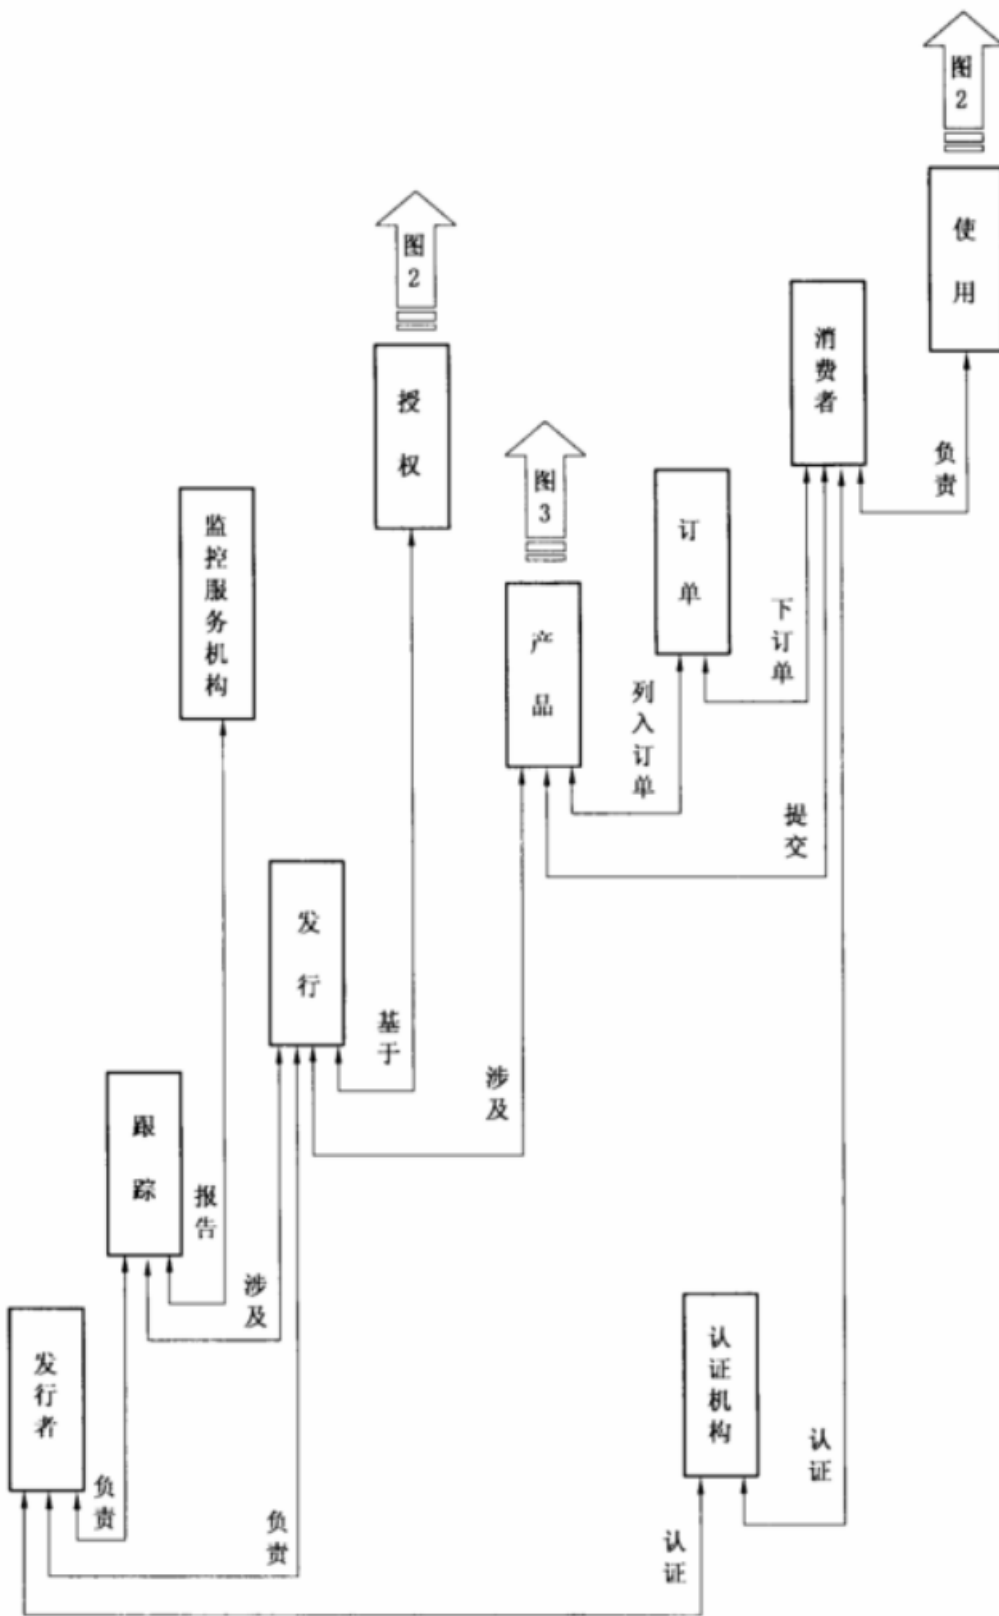 图2
图2
使用
消费者
授权
负责
图3
订单
监控服务机构
产品
下订单
列入订单
提交
发行
基于
涉及
跟踪
报告
涉及
发行者
认证机构
认证
负责
负责
认证